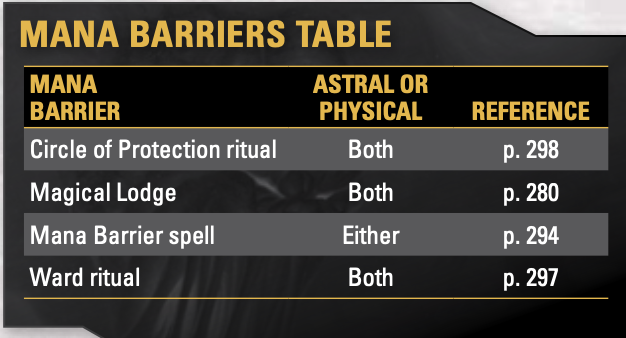 MANA BARRIERS TABLE
MANA BARRIER ASTRAL OR PHYSICAL REFERENCE
Circle of Protection ritual Both p. 298
Magical Lodge Both p. 280
Mana Barrier spell Either p. 294
Ward ritual Both p. 297